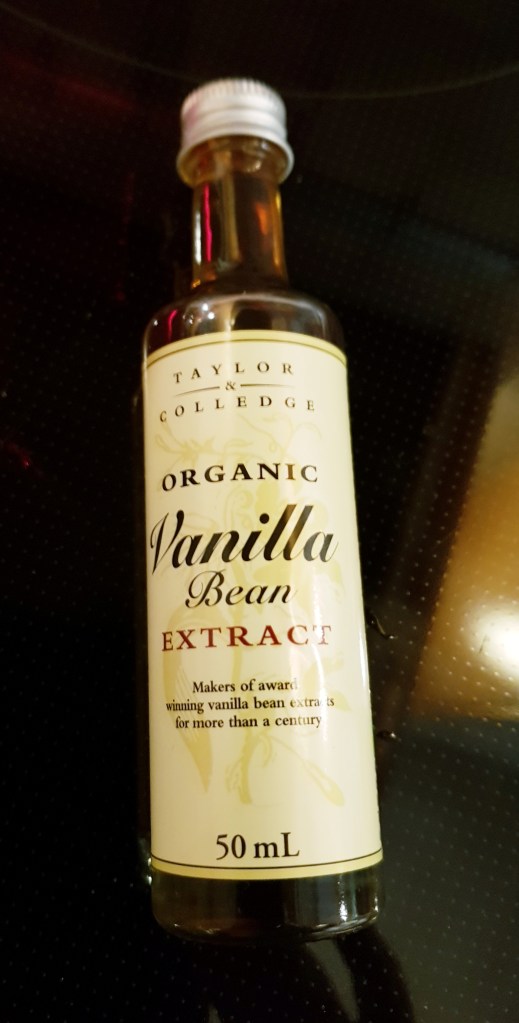 TAYLOR
&
COLLEDGE
ORGANIC
Vanilla
Bean
EXTRACT
Makers of award
winning vanilla bean extracts
for more than a century
50 mL